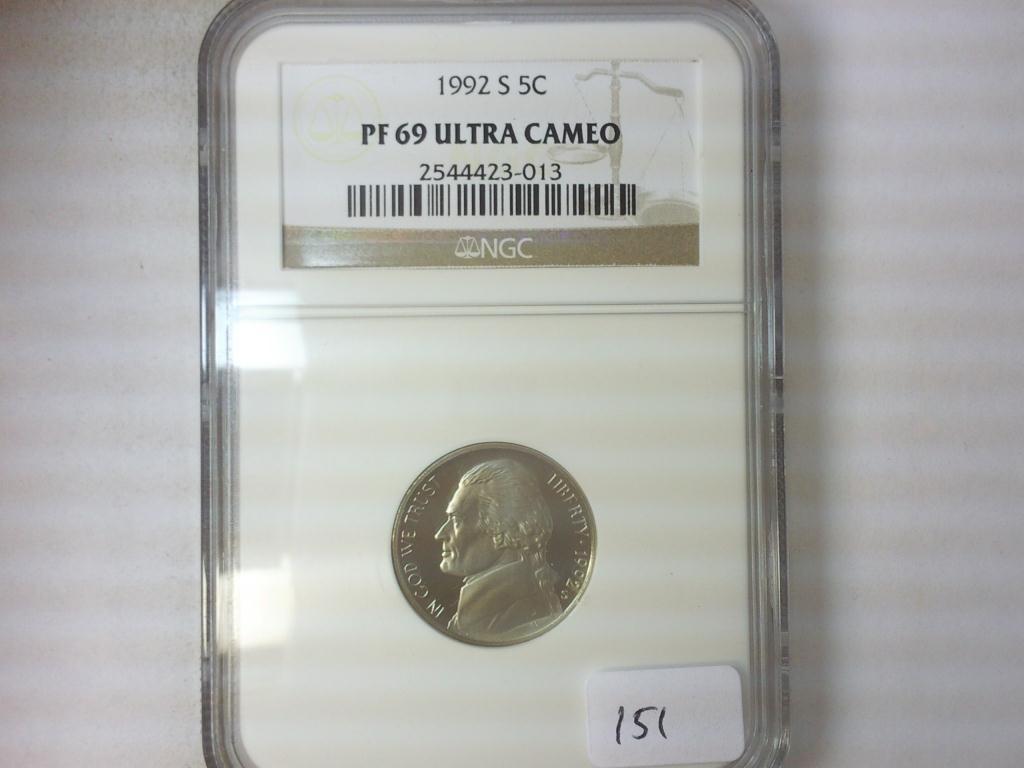 1992 S 5C
PF 69 ULTRA CAMEO
2544423-013
NGC
IN GOD WE TRUST
LIBERTY · 1992 S
151